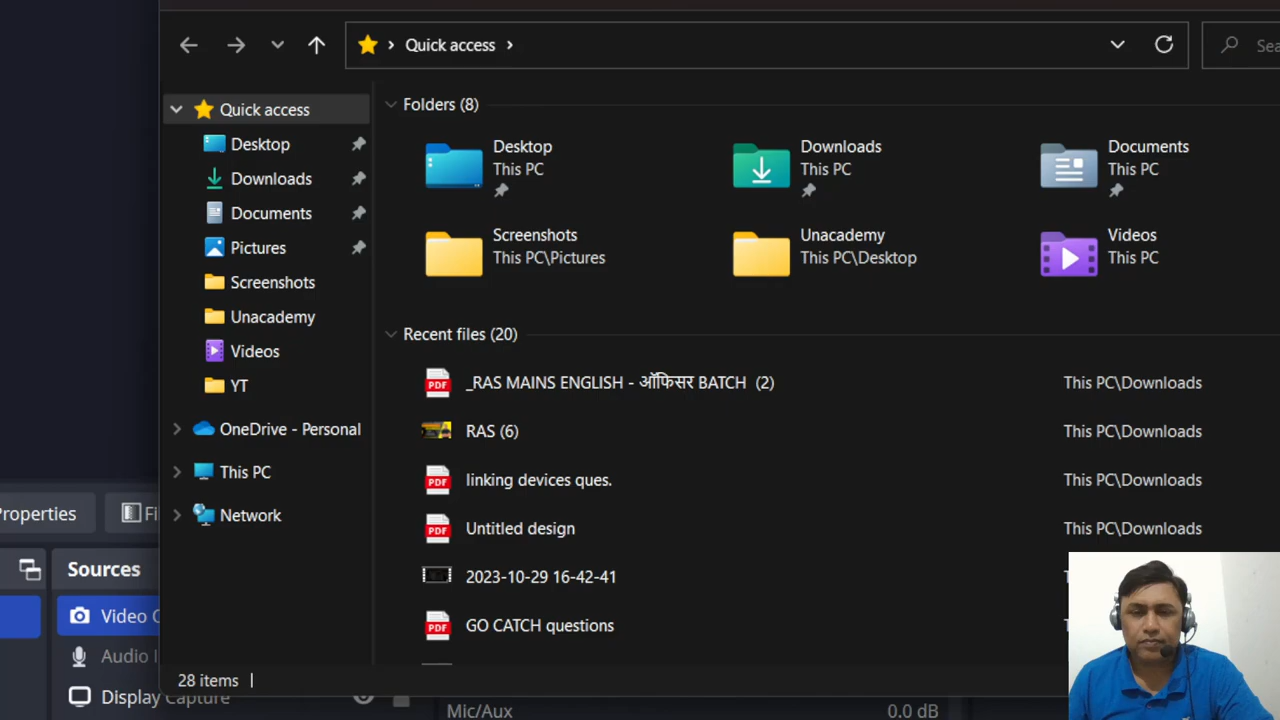 Quick access
Sea
Quick access
Desktop
Downloads
Documents
Pictures
Screenshots
Unacademy
Videos
YT
OneDrive - Personal
This PC
Network
Folders (8)
Desktop
This PC
Downloads
This PC
Documents
This PC
Screenshots
This PC\Pictures
Unacademy
This PC\Desktop
Videos
This PC
Recent files (20)
_RAS MAINS ENGLISH - ऑफिसर BATCH (2) This PC\Downloads
RAS (6) This PC\Downloads
linking devices ques. This PC\Downloads
Untitled design This PC\Downloads
2023-10-29 16-42-41
GO CATCH questions
28 items
Properties
Fil
Sources
Video C
Audio I
Display Capture
Mic/Aux 0.0 dB